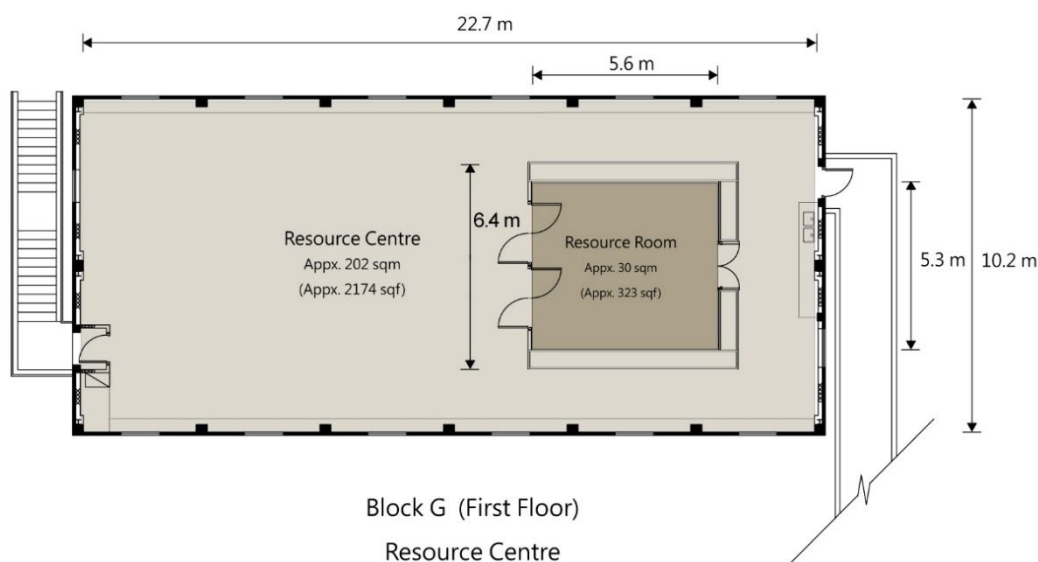 22.7 m
5.6 m
6.4 m
Resource Centre
Appx. 202 sqm
(Appx. 2174 sqf)
Resource Room
Appx. 30 sqm
(Appx. 323 sqf)
5.3 m
10.2 m
Block G (First Floor)
Resource Centre